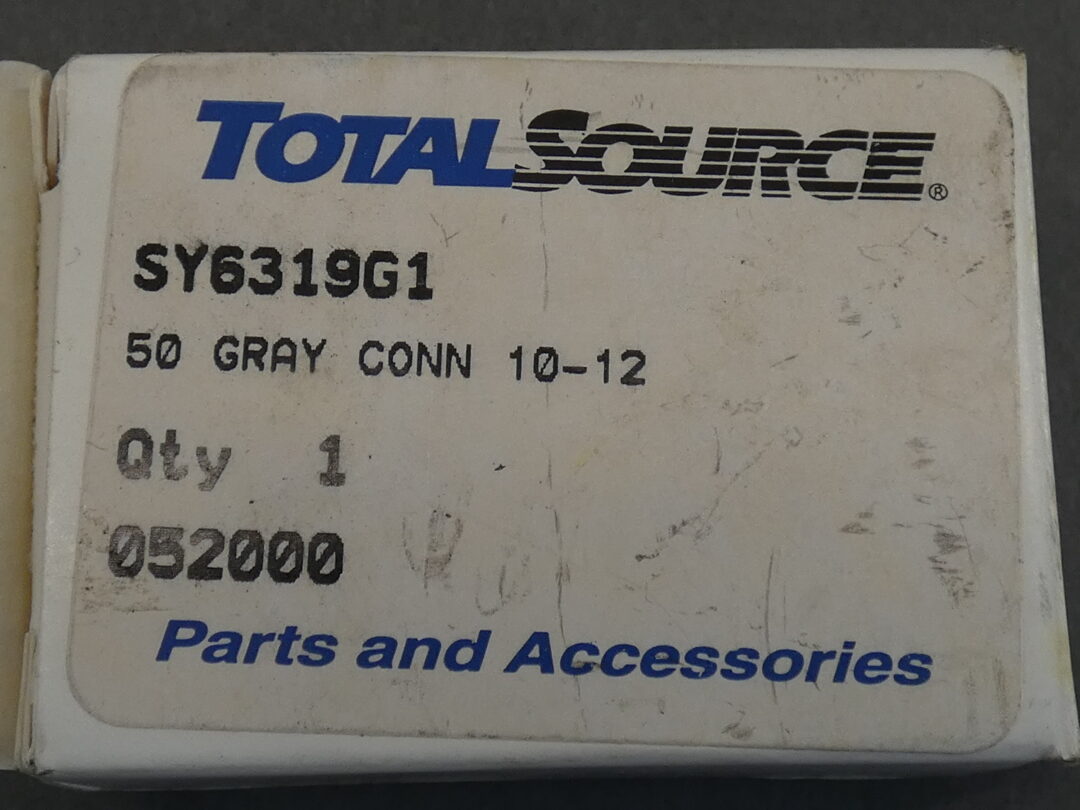 TOTALSOURCE®
SY6319G1
50 GRAY CONN 10-12
Qty 1
052000
Parts and Accessories